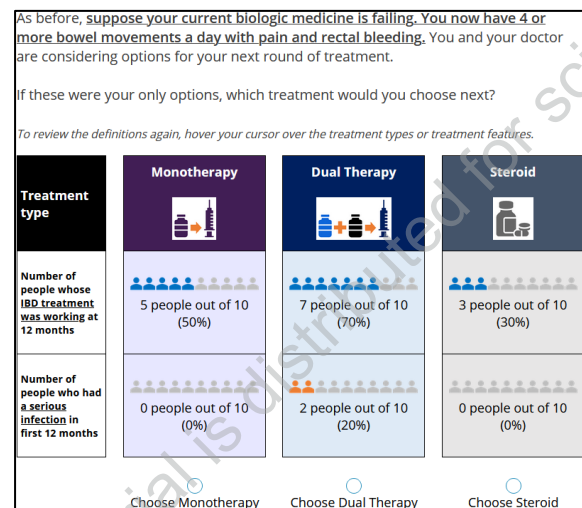 As before, suppose your current biologic medicine is failing. You now have 4 or
more bowel movements a day with pain and rectal bleeding. You and your doctor
are considering options for your next round of treatment.
If these were your only options, which treatment would you choose next?
To review the definitions again, hover your cursor over the treatment types or treatment features.
Treatment
type
Monotherapy
Dual Therapy
Steroid
Number of
people whose
IBD treatment
was working at
12 months
5 people out of 10
(50%)
7 people out of 10
(70%)
3 people out of 10
(30%)
Number of
people who had
a serious
infection in
first 12 months
0 people out of 10
(0%)
2 people out of 10
(20%)
0 people out of 10
(0%)
Choose Monotherapy
Choose Dual Therapy
Choose Steroid
is distributed for